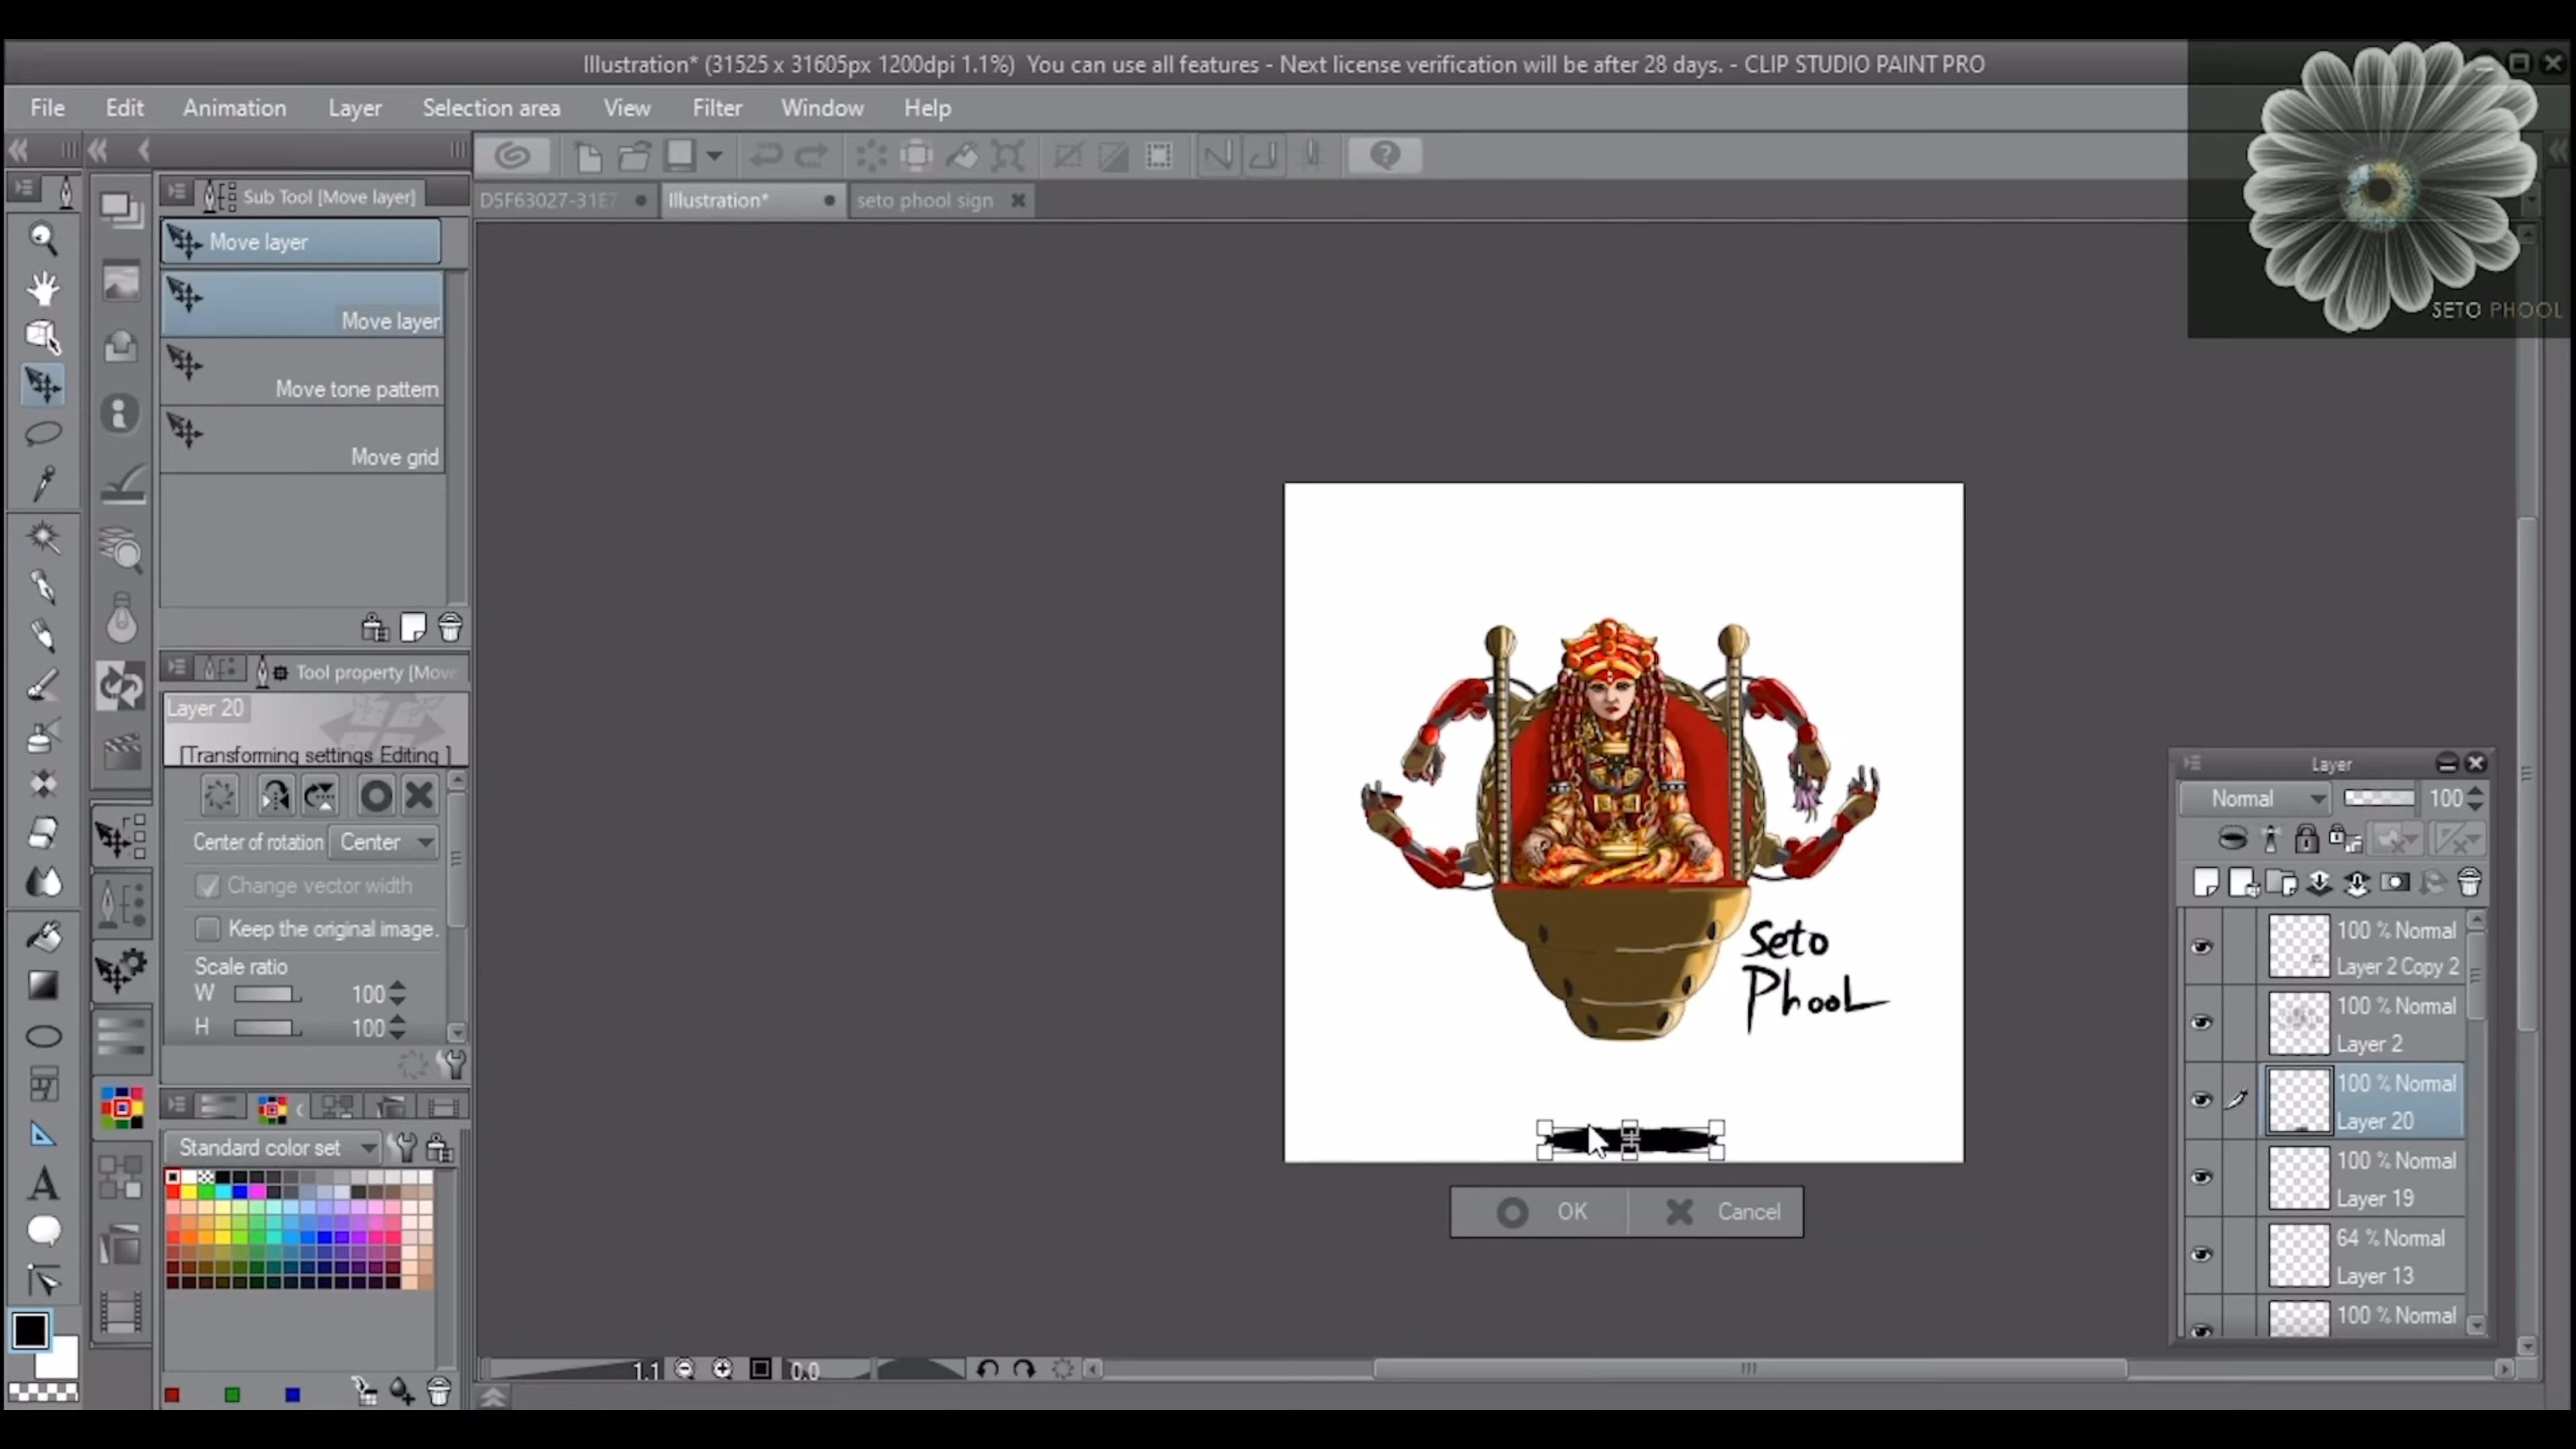 Illustration* (31525 x 31605px 1200dpi 1.1%) You can use all features - Next license verification will be after 28 days. - CLIP STUDIO PAINT PRO
File Edit Animation Layer Selection area View Filter Window Help
D5F63027-31E7 Illustration* seto phool sign
SETO PHOOL
Sub Tool [Move layer]
Move layer
Move layer
Move tone pattern
Move grid
Tool property [Move
Layer 20
[Transforming settings Editing ]
Center of rotation Center
Change vector width
Keep the original image.
Scale ratio
W 100
H 100
Standard color set
Seto
Phool
OK Cancel
1.1 0.0
Layer
Normal 100
100 % Normal
Layer 2 Copy 2
100 % Normal
Layer 2
100 % Normal
Layer 20
100 % Normal
Layer 19
64 % Normal
Layer 13
100 % Normal